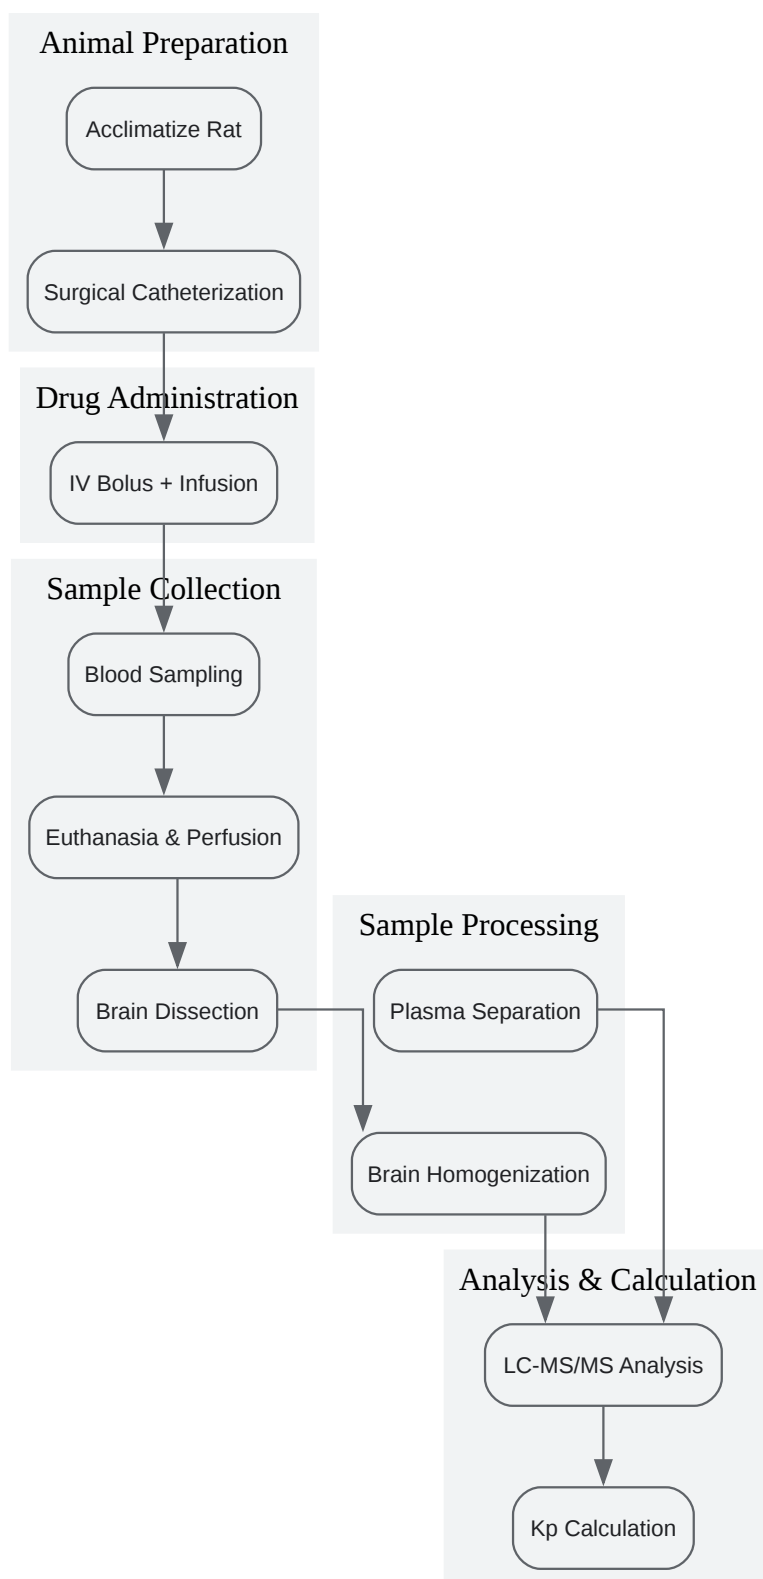 Animal Preparation
Acclimatize Rat
Surgical Catheterization
Drug Administration
IV Bolus + Infusion
Sample Collection
Blood Sampling
Euthanasia & Perfusion
Brain Dissection
Sample Processing
Plasma Separation
Brain Homogenization
Analysis & Calculation
LC-MS/MS Analysis
Kp Calculation